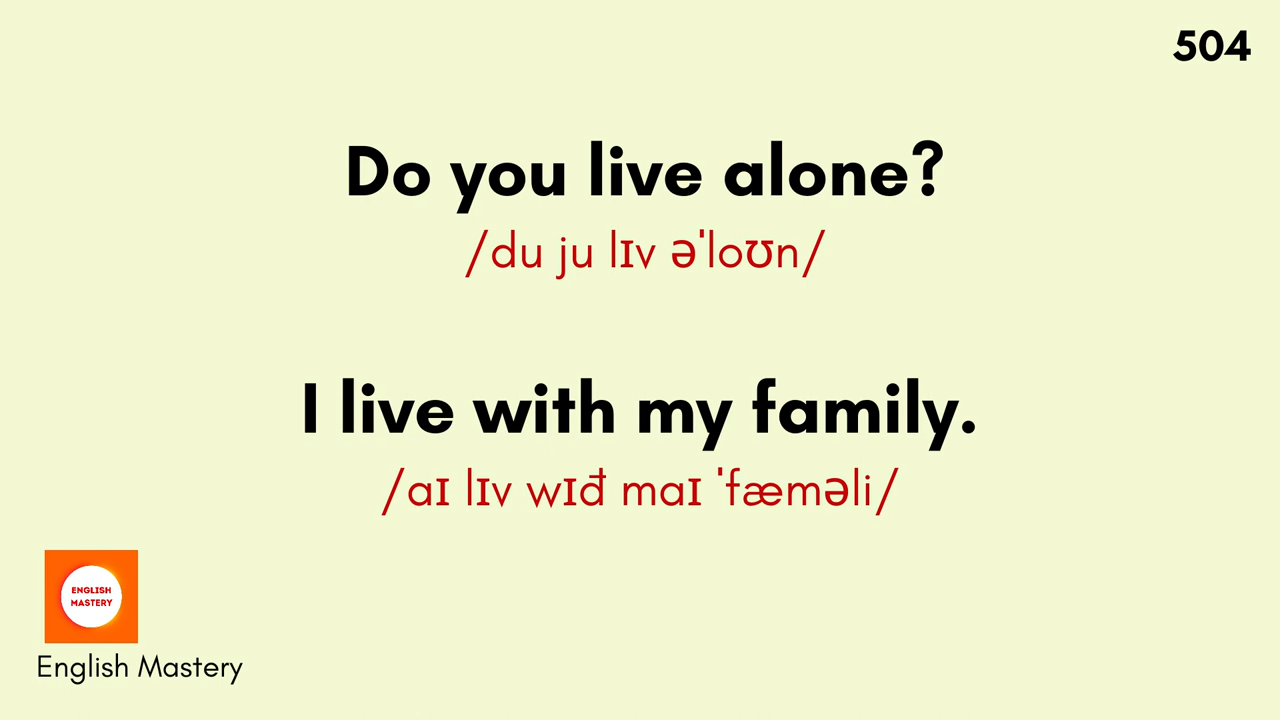 504
Do you live alone?
/du ju lɪv əˈloʊn/
I live with my family.
/aɪ lɪv wɪđ maɪ ˈfæməli/
ENGLISH
MASTERY
English Mastery